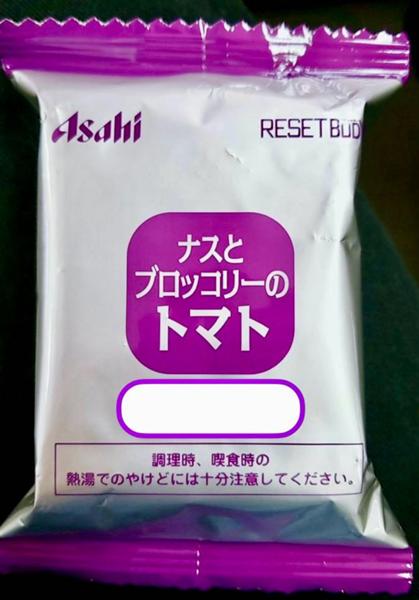 Asahi
RESET BOD
ナスと
ブロッコリーの
トマト
調理時、喫食時の
熱湯でのやけどには十分注意してください。